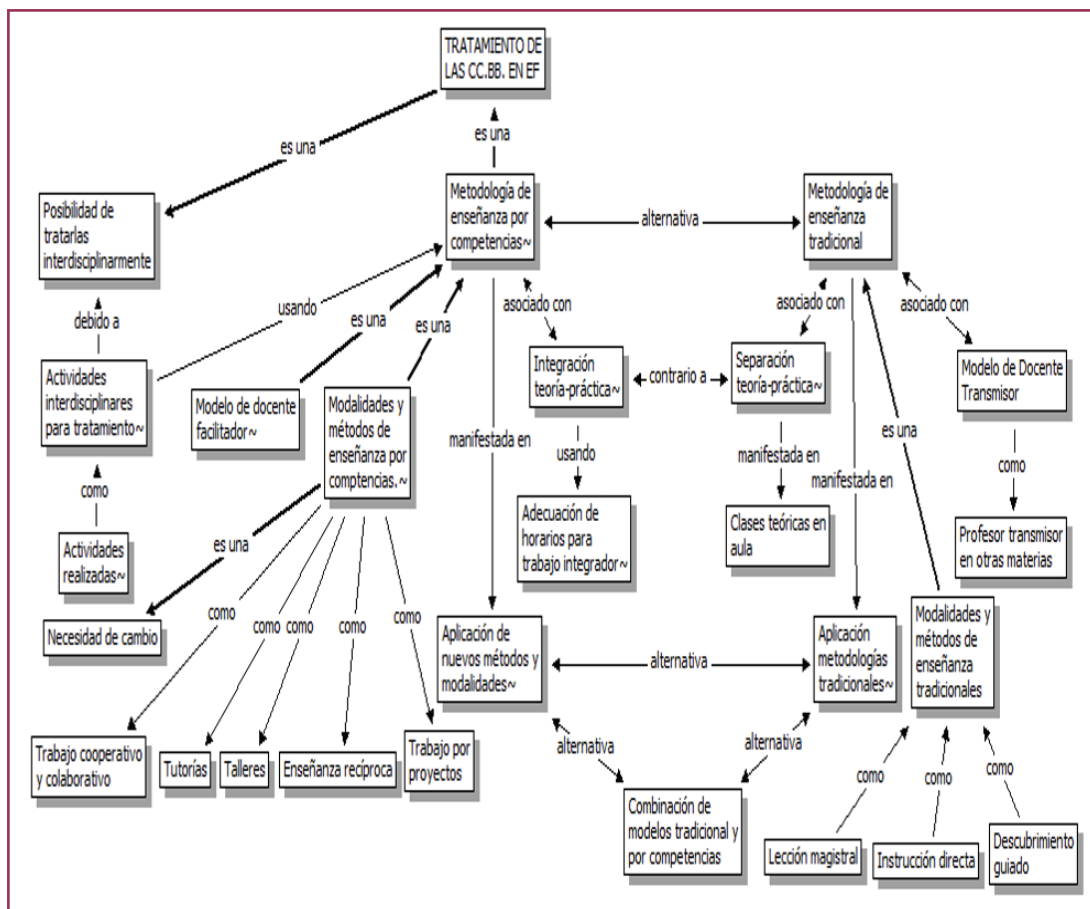 TRATAMIENTO DE
LAS CC.BB. EN EF
es una
es una
Posibilidad de
tratarlas
interdisciplinarmente
Metodología de
enseñanza por
competencias~
alternativa
Metodología de
enseñanza
tradicional
debido a
usando
es una
es una
asociado con
asociado con
asociado con
Actividades
interdisciplinares
para tratamiento~
Modelo de docente
facilitador~
Modalidades y
métodos de
enseñanza por
comptencias.~
Integración
teoría-práctica~
contrario a
Separación
teoría-práctica~
Modelo de Docente
Transmisor
es una
manifestada en
usando
manifestada en
manifestada en
como
como
Actividades
realizadas~
es una
Adecuación de
horarios para
trabajo integrador~
Clases teóricas en
aula
Profesor transmisor
en otras materias
Necesidad de cambio
como
como
como
como
como
Aplicación de
nuevos métodos y
modalidades~
alternativa
Aplicación
metodologías
tradicionales~
Modalidades y
métodos de
enseñanza
tradicionales
Trabajo cooperativo
y colaborativo
Tutorías
Talleres
Enseñanza recíproca
Trabajo por
proyectos
alternativa
alternativa
como
como
como
Combinación de
modelos tradicional y
por competencias
Lección magistral
Instrucción directa
Descubrimiento
guiado